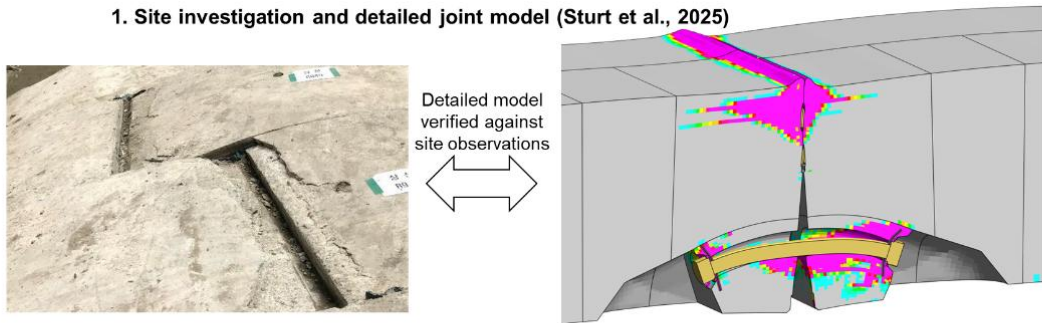 1. Site investigation and detailed joint model (Sturt et al., 2025)
Detailed model
verified against
site observations